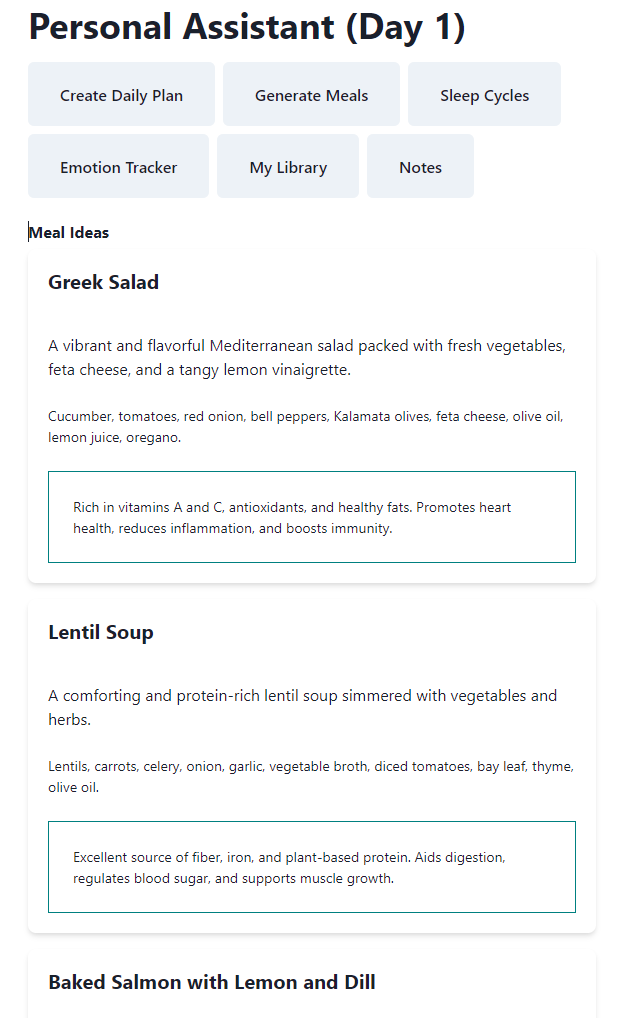 Personal Assistant (Day 1)
Create Daily Plan
Generate Meals
Sleep Cycles
Emotion Tracker
My Library
Notes
Meal Ideas
Greek Salad
A vibrant and flavorful Mediterranean salad packed with fresh vegetables,
feta cheese, and a tangy lemon vinaigrette.
Cucumber, tomatoes, red onion, bell peppers, Kalamata olives, feta cheese, olive oil,
lemon juice, oregano.
Rich in vitamins A and C, antioxidants, and healthy fats. Promotes heart
health, reduces inflammation, and boosts immunity.
Lentil Soup
A comforting and protein-rich lentil soup simmered with vegetables and
herbs.
Lentils, carrots, celery, onion, garlic, vegetable broth, diced tomatoes, bay leaf, thyme,
olive oil.
Excellent source of fiber, iron, and plant-based protein. Aids digestion,
regulates blood sugar, and supports muscle growth.
Baked Salmon with Lemon and Dill